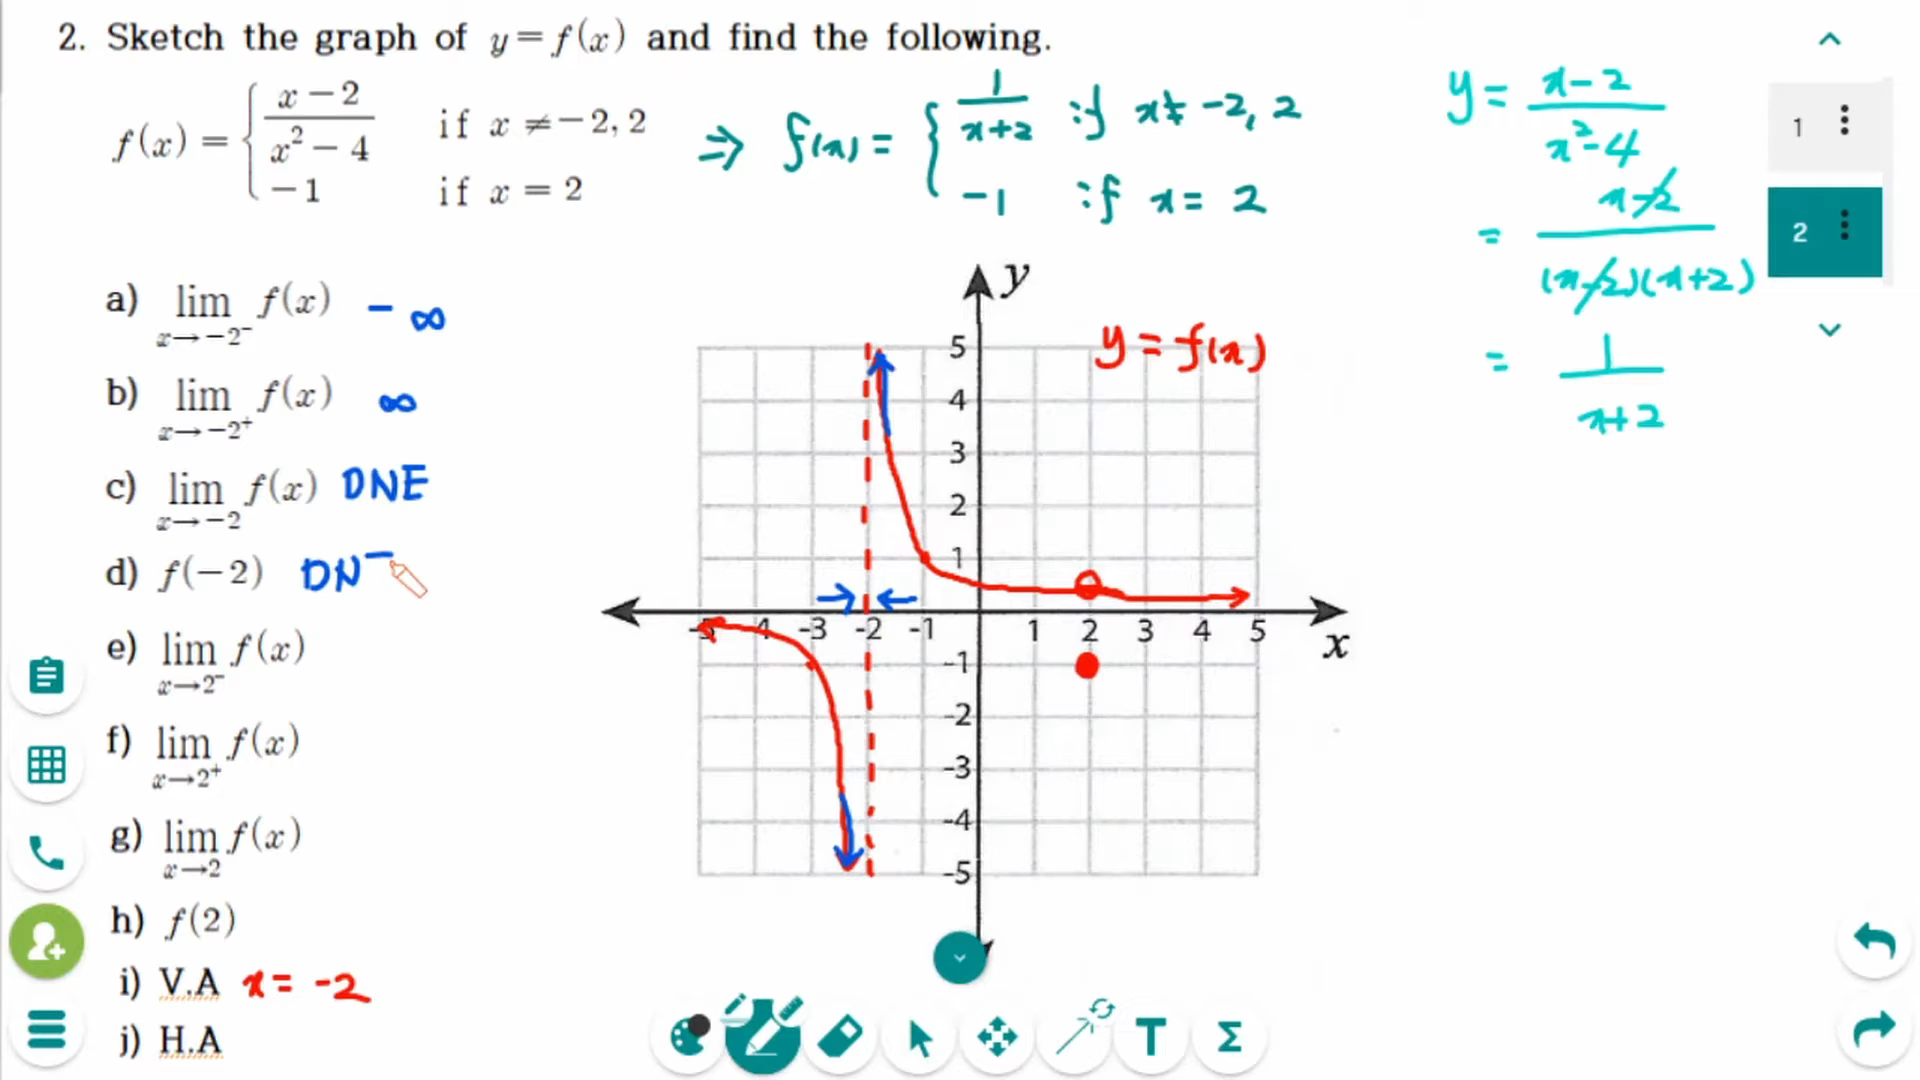 2. Sketch the graph of y=f(x) and find the following.
f(x) = { (x-2)/(x²-4) if x ≠ -2, 2
-1 if x = 2
⇒ f(x) = { 1/(x+2) if x ≠ -2, 2
-1 if x = 2
y = (x-2)/(x²-4)
= (x-2)/((x-2)(x+2))
= 1/(x+2)
1
2
a) lim x→-2⁻ f(x) -∞
b) lim x→-2⁺ f(x) ∞
c) lim x→-2 f(x) DNE
d) f(-2) DN
e) lim x→2⁻ f(x)
f) lim x→2⁺ f(x)
g) lim x→2 f(x)
h) f(2)
i) V.A x = -2
j) H.A
y
y = f(x)
5
4
3
2
1
-5 -4 -3 -2 -1 1 2 3 4 5
x
-1
-2
-3
-4
-5
T Σ